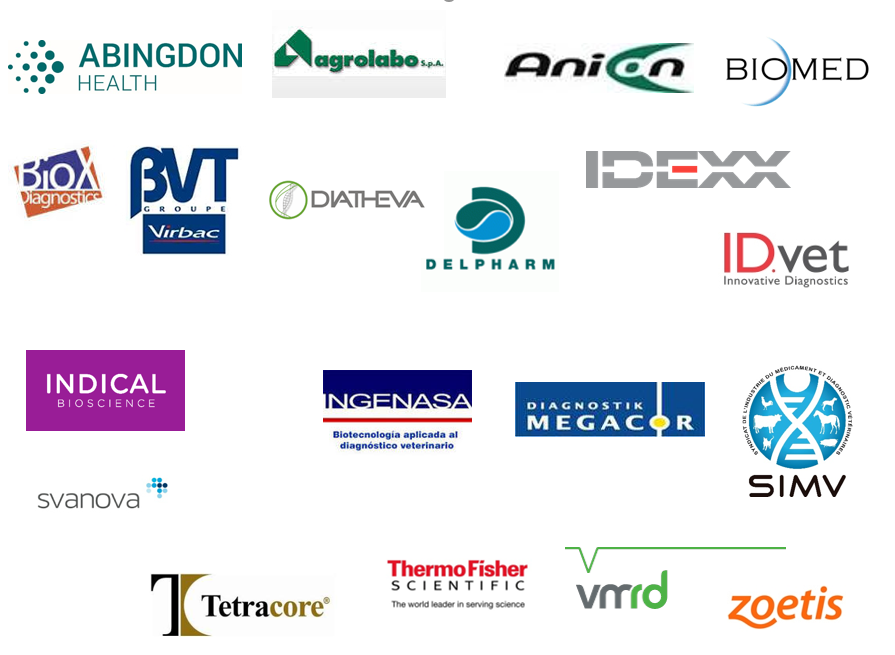 ABINGDON
HEALTH
agrolabo S.p.A.
Anicon
BIOMED
BioX
Diagnostics
BVT
GROUPE
Virbac
DIATHEVA
DELPHARM
IDEXX
ID.vet
Innovative Diagnostics
INDICAL
BIOSCIENCE
INGENASA
Biotecnología aplicada al
diagnóstico veterinario
DIAGNOSTIK
MEGACOR
SYNDICAT DE L'INDUSTRIE DU MÉDICAMENT ET DIAGNOSTIC VÉTÉRINAIRES
SIMV
svanova
TC Tetracore®
ThermoFisher
SCIENTIFIC
The world leader in serving science
vmrd
zoetis